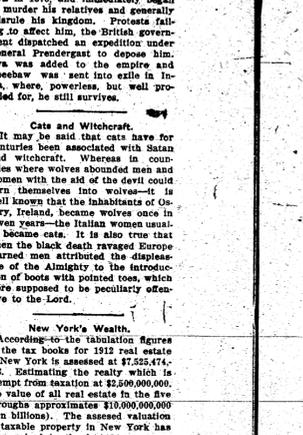 murder his relatives and generally
srule his kingdom. Protests fail-
g to affect him, the British govern-
ent dispatched an expedition under
neral Prendergast to depose him.
was added to the empire and
eebaw was sent into exile in In-
, where, powerless, but well pro-
ded for, he still survives.
Cats and Witchcraft.
It may be said that cats have for
nturies been associated with Satan
d witchcraft. Whereas in coun-
ies where wolves abounded men and
omen with the aid of the devil could
rn themselves into wolves—it is
ell known that the inhabitants of Os-
ry, Ireland, became wolves once in
ven years—the Italian women usual-
became cats. It is also true that
en the black death ravaged Europe
arned men attributed the displeas-
e of the Almighty to the introduc-
on of boots with pointed toes, which
re supposed to be peculiarly offen-
ve to the Lord.
New York's Wealth.
According to the tabulation figures
the tax books for 1912 real estate
New York is assessed at $7,525,474,-
Estimating the realty which is
empt from taxation at $2,500,000,000.
value of all real estate in the five
roughs approximates $10,000,000,000
n billions). The assesed valuation
taxable property in New York has